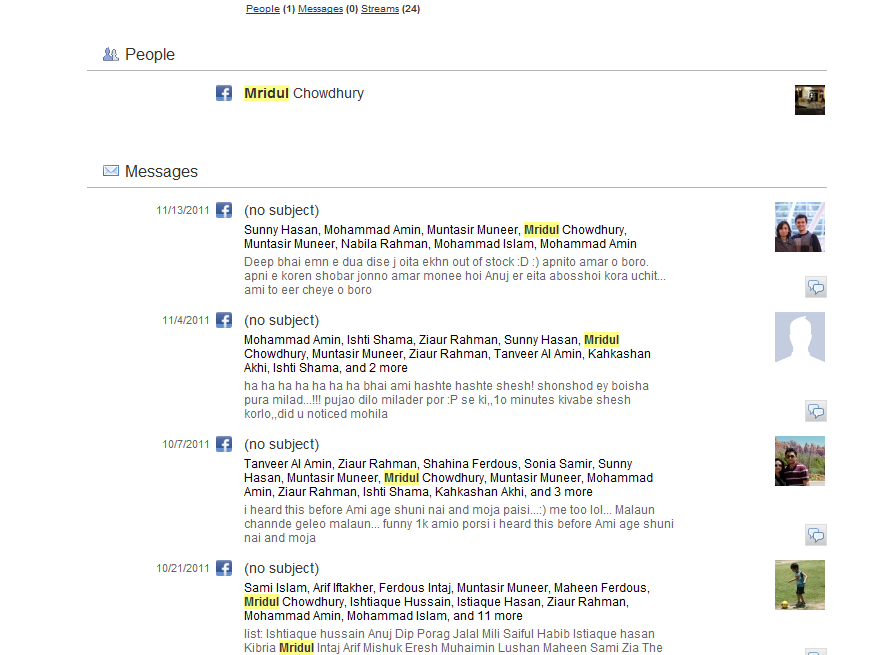 People (1) Messages (0) Streams (24)
People
Mridul Chowdhury
Messages
11/13/2011 (no subject)
Sunny Hasan, Mohammad Amin, Muntasir Muneer, Mridul Chowdhury,
Muntasir Muneer, Nabila Rahman, Mohammad Islam, Mohammad Amin
Deep bhai emn e dua dise j oita ekhn out of stock :D :) apnito amar o boro.
apni e koren shobar jonno amar monee hoi Anuj er eita abosshoi kora uchit...
ami to eer cheye o boro
11/4/2011 (no subject)
Mohammad Amin, Ishti Shama, Ziaur Rahman, Sunny Hasan, Mridul
Chowdhury, Muntasir Muneer, Ziaur Rahman, Tanveer Al Amin, Kahkashan
Akhi, Ishti Shama, and 2 more
ha ha ha ha ha ha ha bhai ami hashte hashte shesh! shonshod ey boisha
pura milad...!!! pujao dilo milader por :P se ki,,1o minutes kivabe shesh
korlo,,did u noticed mohila
10/7/2011 (no subject)
Tanveer Al Amin, Ziaur Rahman, Shahina Ferdous, Sonia Samir, Sunny
Hasan, Muntasir Muneer, Mridul Chowdhury, Muntasir Muneer, Mohammad
Amin, Ziaur Rahman, Ishti Shama, Kahkashan Akhi, and 3 more
i heard this before Ami age shuni nai and moja paisi...:) me too lol... Malaun
channde geleo malaun... funny 1k amio porsi i heard this before Ami age shuni
nai and moja
10/21/2011 (no subject)
Sami Islam, Arif Iftakher, Ferdous Intaj, Muntasir Muneer, Maheen Ferdous,
Mridul Chowdhury, Ishtiaque Hussain, Istiaque Hasan, Ziaur Rahman,
Mohammad Amin, Mohammad Islam, and 11 more
list: Ishtiaque hussain Anuj Dip Porag Jalal Mili Saiful Habib Istiaque hasan
Kibria Mridul Intaj Arif Mishuk Eresh Muhaimin Lushan Maheen Sami Zia The